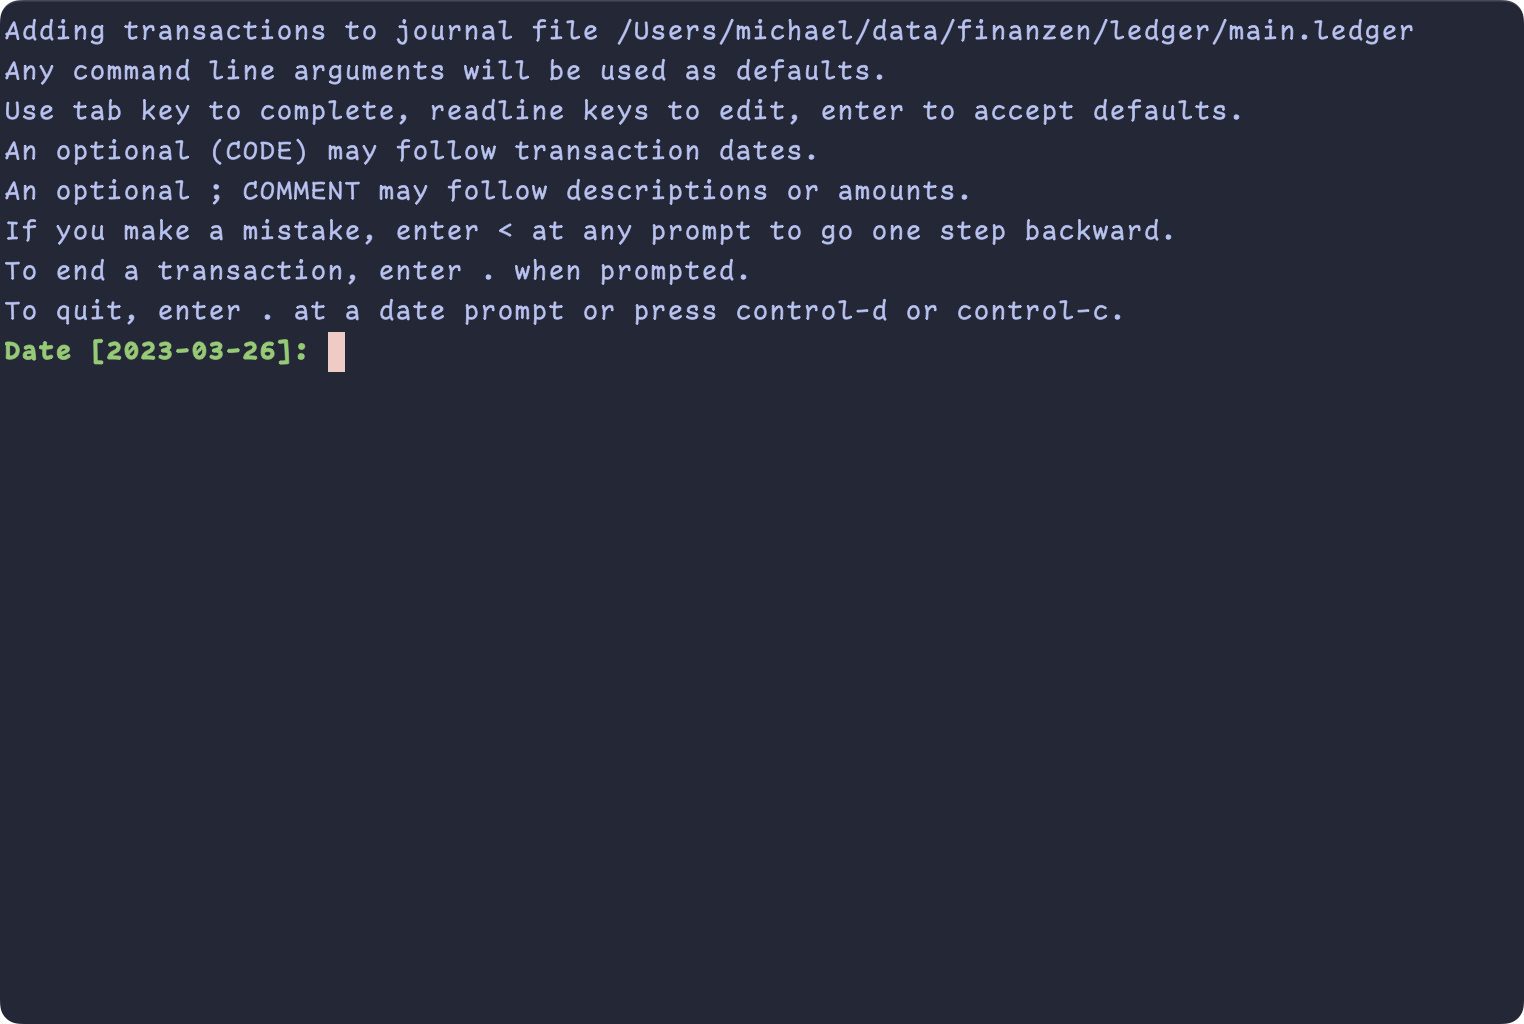 Adding transactions to journal file /Users/michael/data/finanzen/ledger/main.ledger
Any command line arguments will be used as defaults.
Use tab key to complete, readline keys to edit, enter to accept defaults.
An optional (CODE) may follow transaction dates.
An optional ; COMMENT may follow descriptions or amounts.
If you make a mistake, enter < at any prompt to go one step backward.
To end a transaction, enter . when prompted.
To quit, enter . at a date prompt or press control-d or control-c.
Date [2023-03-26]: